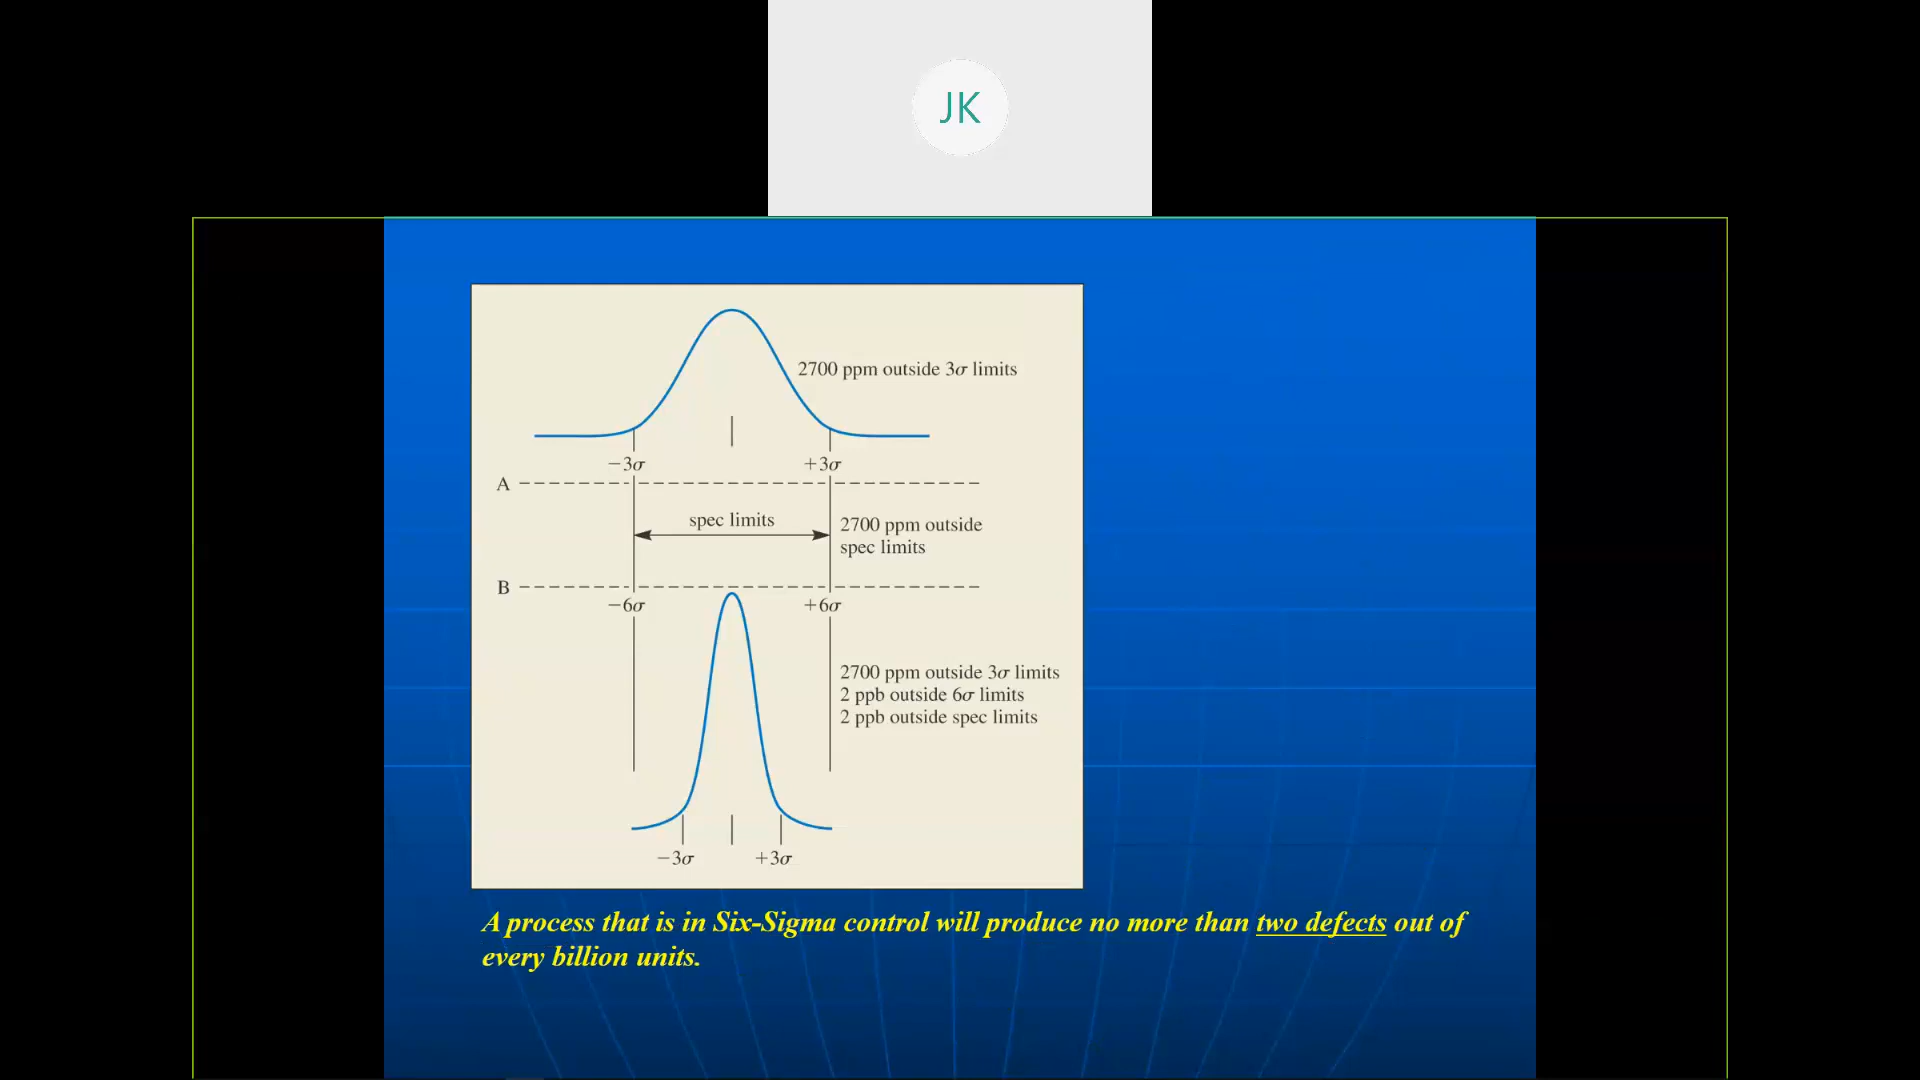 JK
2700 ppm outside 3σ limits
−3σ +3σ
A
spec limits
2700 ppm outside
spec limits
B
−6σ +6σ
2700 ppm outside 3σ limits
2 ppb outside 6σ limits
2 ppb outside spec limits
−3σ +3σ
A process that is in Six-Sigma control will produce no more than two defects out of
every billion units.